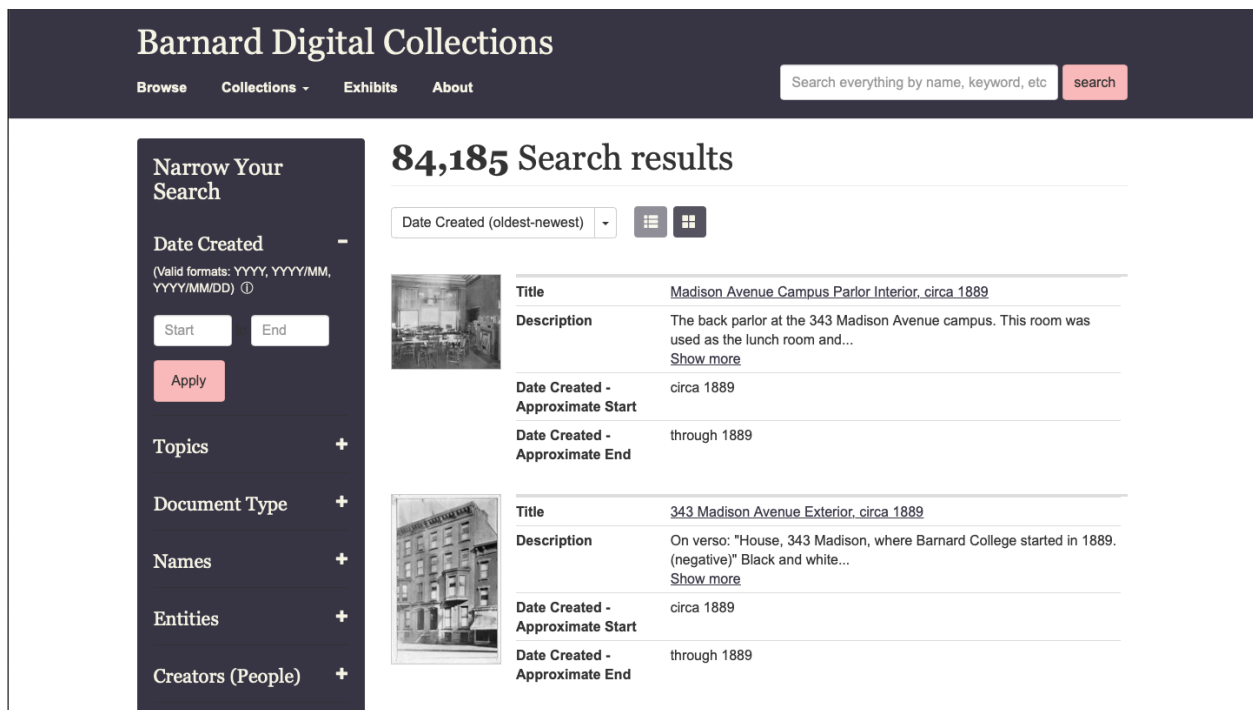 Barnard Digital Collections
Browse Collections Exhibits About
Search everything by name, keyword, etc search
Narrow Your
Search
Date Created
(Valid formats: YYYY, YYYY/MM,
YYYY/MM/DD) ⓘ
Start End
Apply
Topics
Document Type
Names
Entities
Creators (People)
84,185 Search results
Date Created (oldest-newest)
Title Madison Avenue Campus Parlor Interior, circa 1889
Description The back parlor at the 343 Madison Avenue campus. This room was
used as the lunch room and...
Show more
Date Created - circa 1889
Approximate Start
Date Created - through 1889
Approximate End
Title 343 Madison Avenue Exterior, circa 1889
Description On verso: "House, 343 Madison, where Barnard College started in 1889.
(negative)" Black and white...
Show more
Date Created - circa 1889
Approximate Start
Date Created - through 1889
Approximate End